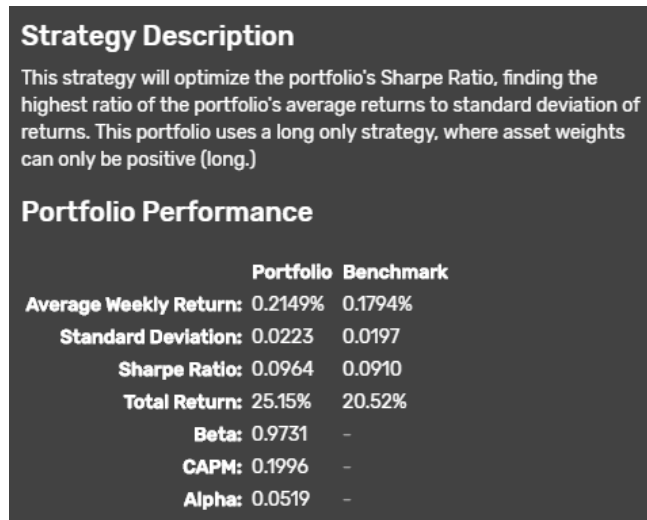 Strategy Description
This strategy will optimize the portfolio's Sharpe Ratio, finding the
highest ratio of the portfolio's average returns to standard deviation of
returns. This portfolio uses a long only strategy, where asset weights
can only be positive (long.)
Portfolio Performance
Portfolio Benchmark
Average Weekly Return: 0.2149% 0.1794%
Standard Deviation: 0.0223 0.0197
Sharpe Ratio: 0.0964 0.0910
Total Return: 25.15% 20.52%
Beta: 0.9731 -
CAPM: 0.1996 -
Alpha: 0.0519 -